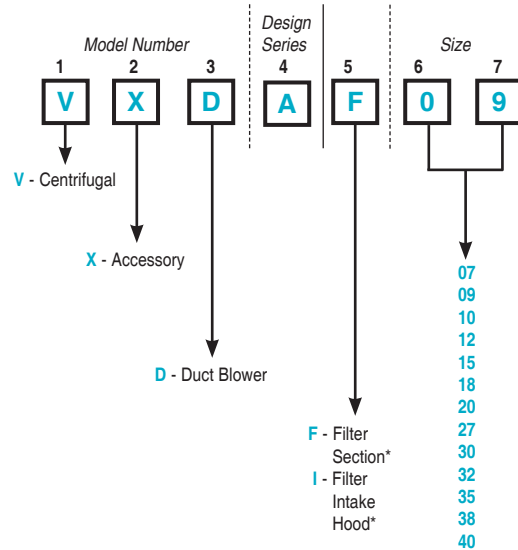 Model Number
Design
Series
Size
1 2 3 4 5 6 7
V X D A F 0 9
V - Centrifugal
X - Accessory
D - Duct Blower
F - Filter
Section*
I - Filter
Intake
Hood*
07
09
10
12
15
18
20
27
30
32
35
38
40